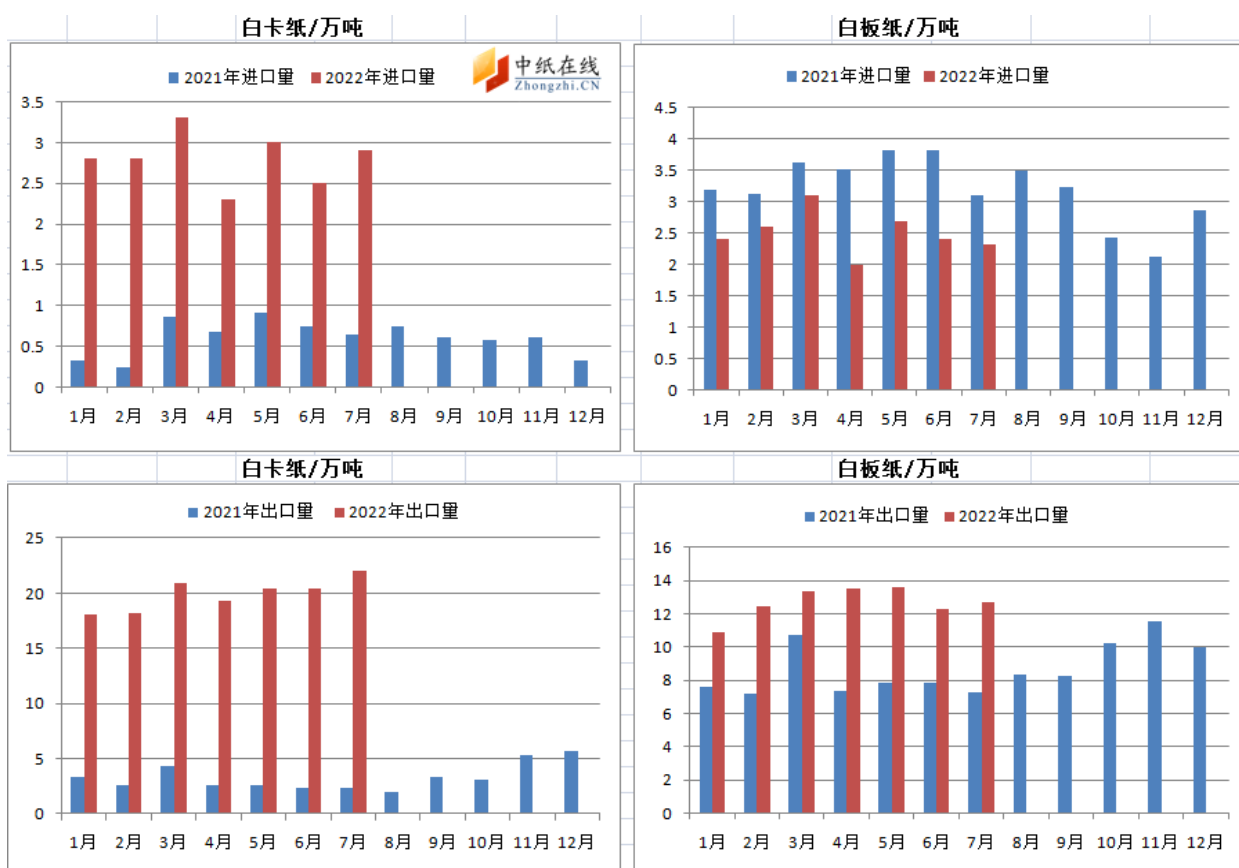 白卡纸/万吨
2021年进口量 2022年进口量
中纸在线
Zhongzhi.CN
3.5
3
2.5
2
1.5
1
0.5
0
1月 2月 3月 4月 5月 6月 7月 8月 9月 10月 11月 12月
白板纸/万吨
2021年进口量 2022年进口量
4.5
4
3.5
3
2.5
2
1.5
1
0.5
0
1月 2月 3月 4月 5月 6月 7月 8月 9月 10月 11月 12月
白卡纸/万吨
2021年出口量 2022年出口量
25
20
15
10
5
0
1月 2月 3月 4月 5月 6月 7月 8月 9月 10月 11月 12月
白板纸/万吨
2021年出口量 2022年出口量
16
14
12
10
8
6
4
2
0
1月 2月 3月 4月 5月 6月 7月 8月 9月 10月 11月 12月